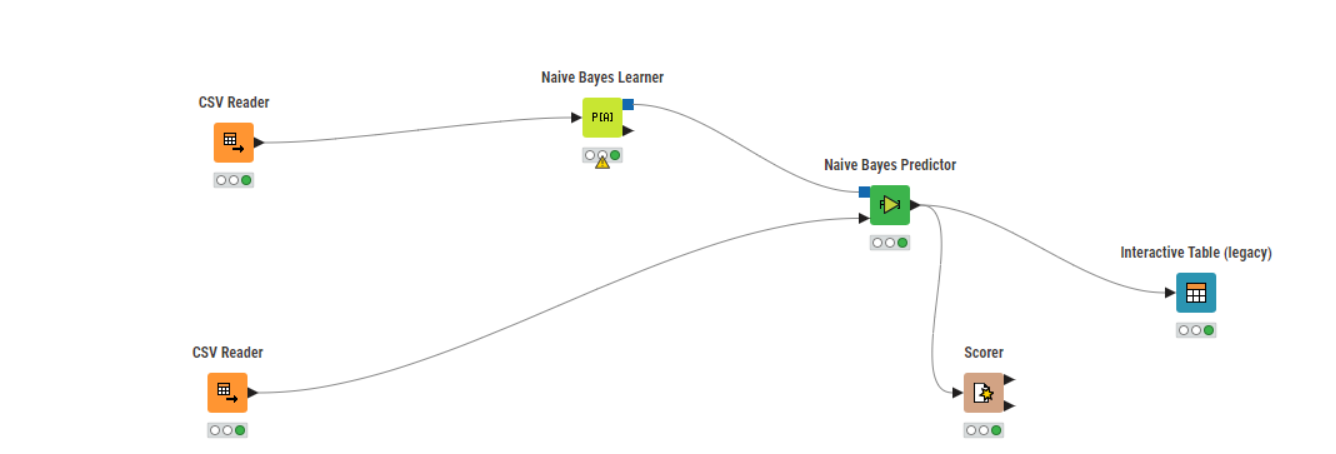 Naive Bayes Learner
CSV Reader
P[A]
Naive Bayes Predictor
Interactive Table (legacy)
CSV Reader
Scorer